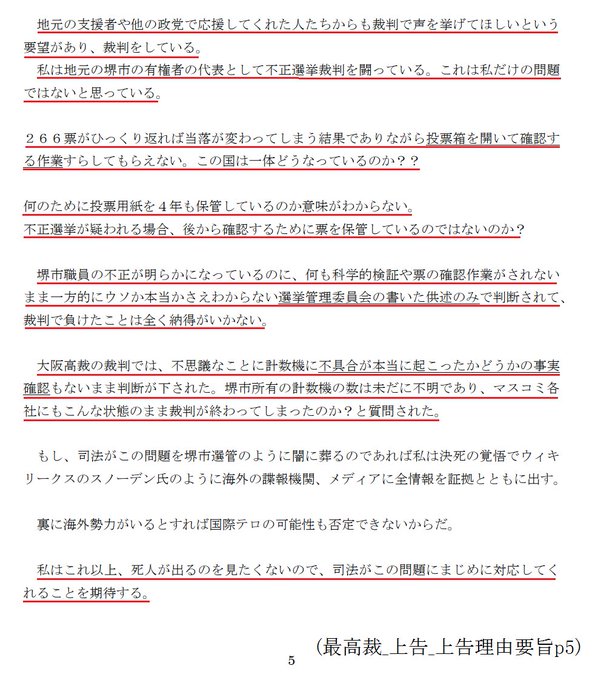 地元の支援者や他の政党で応援してくれた人たちからも裁判で声を挙げてほしいという
要望があり、裁判をしている。
私は地元の堺市の有権者の代表として不正選挙裁判を闘っている。これは私だけの問題
ではないと思っている。
２６６票がひっくり返れば当落が変わってしまう結果でありながら投票箱を開いて確認す
る作業すらしてもらえない。この国は一体どうなっているのか？？
何のために投票用紙を４年も保管しているのか意味がわからない。
不正選挙が疑われる場合、後から確認するために票を保管しているのではないのか？
堺市職員の不正が明らかになっているのに、何も科学的検証や票の確認作業がされない
まま一方的にウソか本当かさえわからない選挙管理委員会の書いた供述のみで判断されて、
裁判で負けたことは全く納得がいかない。
大阪高裁の裁判では、不思議なことに計数機に不具合が本当に起こったかどうかの事実
確認もないまま判断が下された。堺市所有の計数機の数は未だに不明であり、マスコミ各
社にもこんな状態のまま裁判が終わってしまったのか？と質問された。
もし、司法がこの問題を堺市選管のように闇に葬るのであれば私は決死の覚悟でウィキ
リークスのスノーデン氏のように海外の諜報機関、メディアに全情報を証拠とともに出す。
裏に海外勢力がいるとすれば国際テロの可能性も否定できないからだ。
私はこれ以上、死人が出るのを見たくないので、司法がこの問題にまじめに対応してく
れることを期待する。
(最高裁_上告_上告理由要旨p5)
5